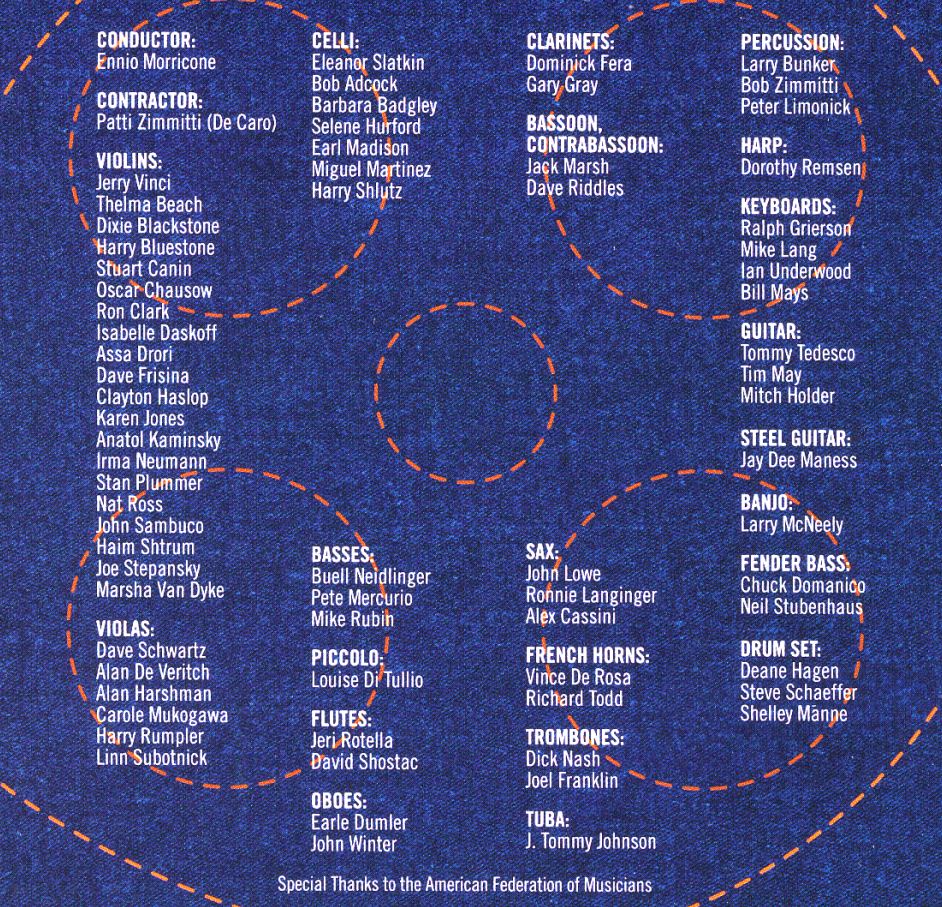 CONDUCTOR:
Ennio Morricone
CONTRACTOR:
Patti Zimmitti (De Caro)
VIOLINS:
Jerry Vinci
Thelma Beach
Dixie Blackstone
Harry Bluestone
Stuart Canin
Oscar Chausow
Ron Clark
Isabelle Daskoff
Assa Drori
Dave Frisina
Clayton Haslop
Karen Jones
Anatol Kaminsky
Irma Neumann
Stan Plummer
Nat Ross
John Sambuco
Haim Shtrum
Joe Stepansky
Marsha Van Dyke
VIOLAS:
Dave Schwartz
Alan De Veritch
Alan Harshman
Carole Mukogawa
Harry Rumpler
Linn Subotnick
CELLI:
Eleanor Slatkin
Bob Adcock
Barbara Badgley
Selene Hurford
Earl Madison
Miguel Martinez
Harry Shlutz
BASSES:
Buell Neidlinger
Pete Mercurio
Mike Rubin
PICCOLO:
Louise Di Tullio
FLUTES:
Jeri Rotella
David Shostac
OBOES:
Earle Dumler
John Winter
CLARINETS:
Dominick Fera
Gary Gray
BASSOON,
CONTRABASSOON:
Jack Marsh
Dave Riddles
SAX:
John Lowe
Ronnie Langinger
Alex Cassini
FRENCH HORNS:
Vince De Rosa
Richard Todd
TROMBONES:
Dick Nash
Joel Franklin
TUBA:
J. Tommy Johnson
PERCUSSION:
Larry Bunker
Bob Zimmitti
Peter Limonick
HARP:
Dorothy Remsen
KEYBOARDS:
Ralph Grierson
Mike Lang
Ian Underwood
Bill Mays
GUITAR:
Tommy Tedesco
Tim May
Mitch Holder
STEEL GUITAR:
Jay Dee Maness
BANJO:
Larry McNeely
FENDER BASS:
Chuck Domanico
Neil Stubenhaus
DRUM SET:
Deane Hagen
Steve Schaeffer
Shelley Manne
Special Thanks to the American Federation of Musicians